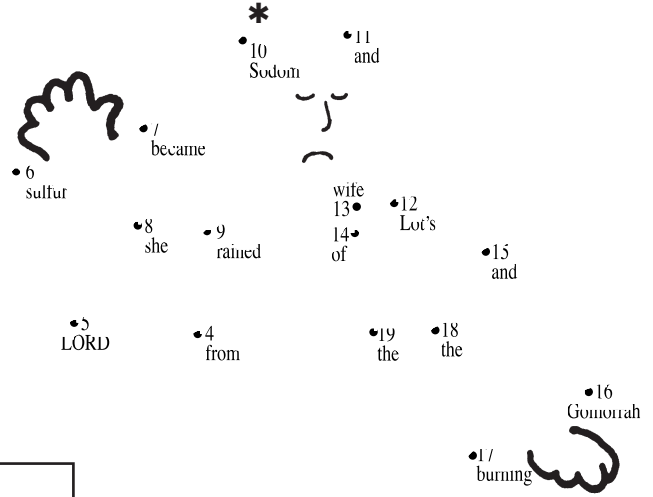 *
10
Sodom
11
and
7
became
6
sulfur
wife
13
12
Lot's
8
she
9
rained
14
of
15
and
5
LORD
4
from
19
the
18
the
16
Gomorrah
17
burning